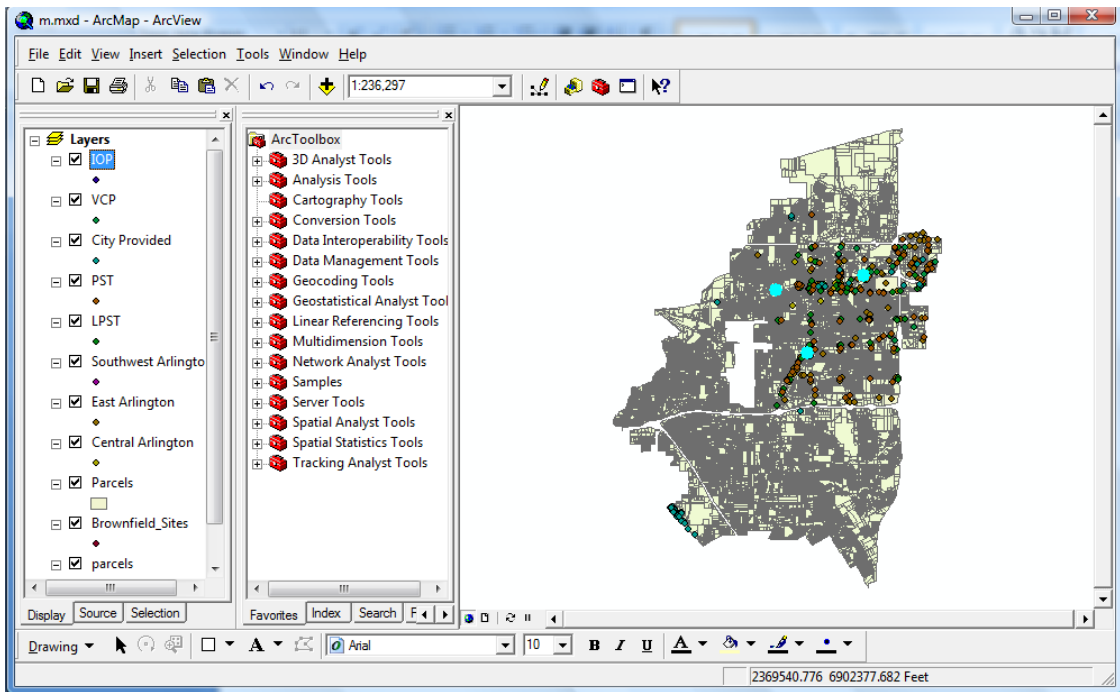 m.mxd - ArcMap - ArcView
File Edit View Insert Selection Tools Window Help
1:236,297
Layers
IOP
VCP
City Provided
PST
LPST
Southwest Arlingto
East Arlington
Central Arlington
Parcels
Brownfield_Sites
parcels
Display Source Selection
ArcToolbox
3D Analyst Tools
Analysis Tools
Cartography Tools
Conversion Tools
Data Interoperability Tools
Data Management Tools
Geocoding Tools
Geostatistical Analyst Tool
Linear Referencing Tools
Multidimension Tools
Network Analyst Tools
Samples
Server Tools
Spatial Analyst Tools
Spatial Statistics Tools
Tracking Analyst Tools
Favorites Index Search F
Drawing A Arial 10 B I U A
2369540.776 6902377.682 Feet